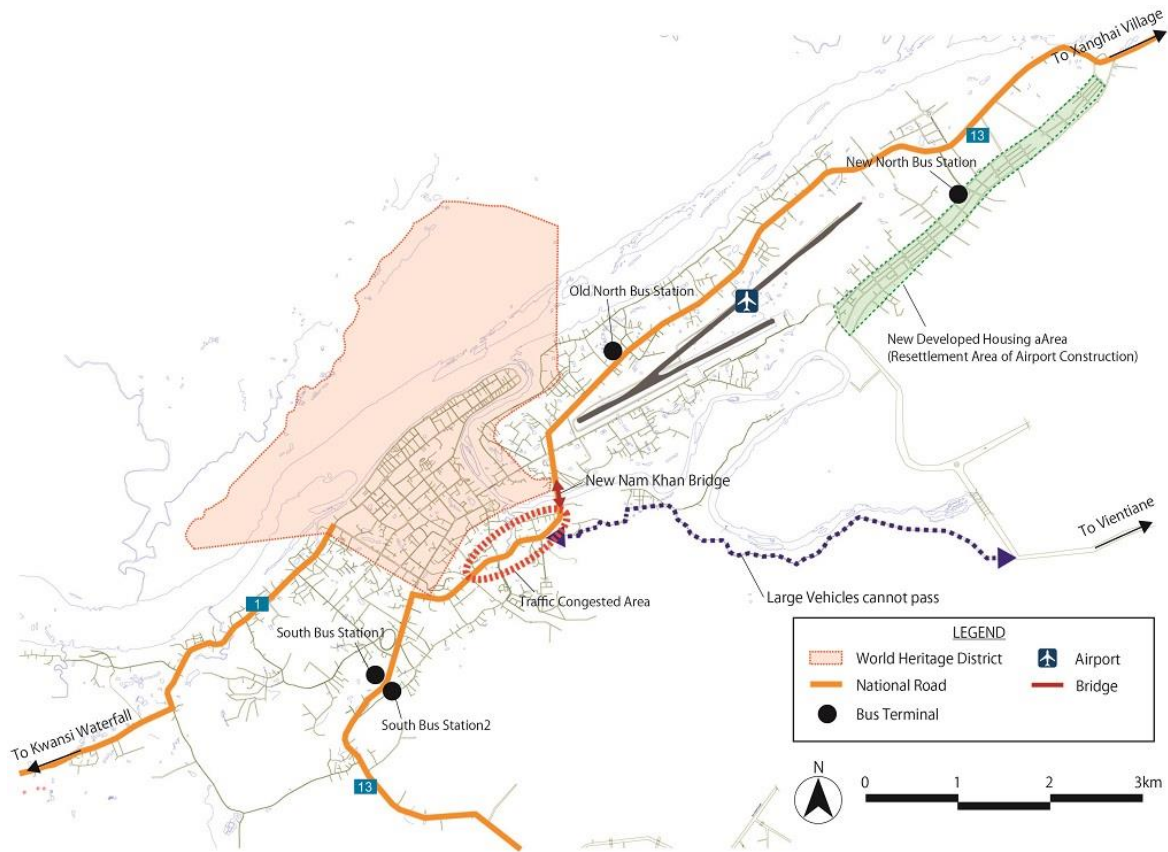 To Xanghai Village
13
New North Bus Station
Old North Bus Station
New Developed Housing aArea
(Resettlement Area of Airport Construction)
New Nam Khan Bridge
To Vientiane
Large Vehicles cannot pass
Traffic Congested Area
1
South Bus Station1
South Bus Station2
To Kwansi Waterfall
13
LEGEND
World Heritage District
Airport
National Road
Bridge
Bus Terminal
N
0 1 2 3km